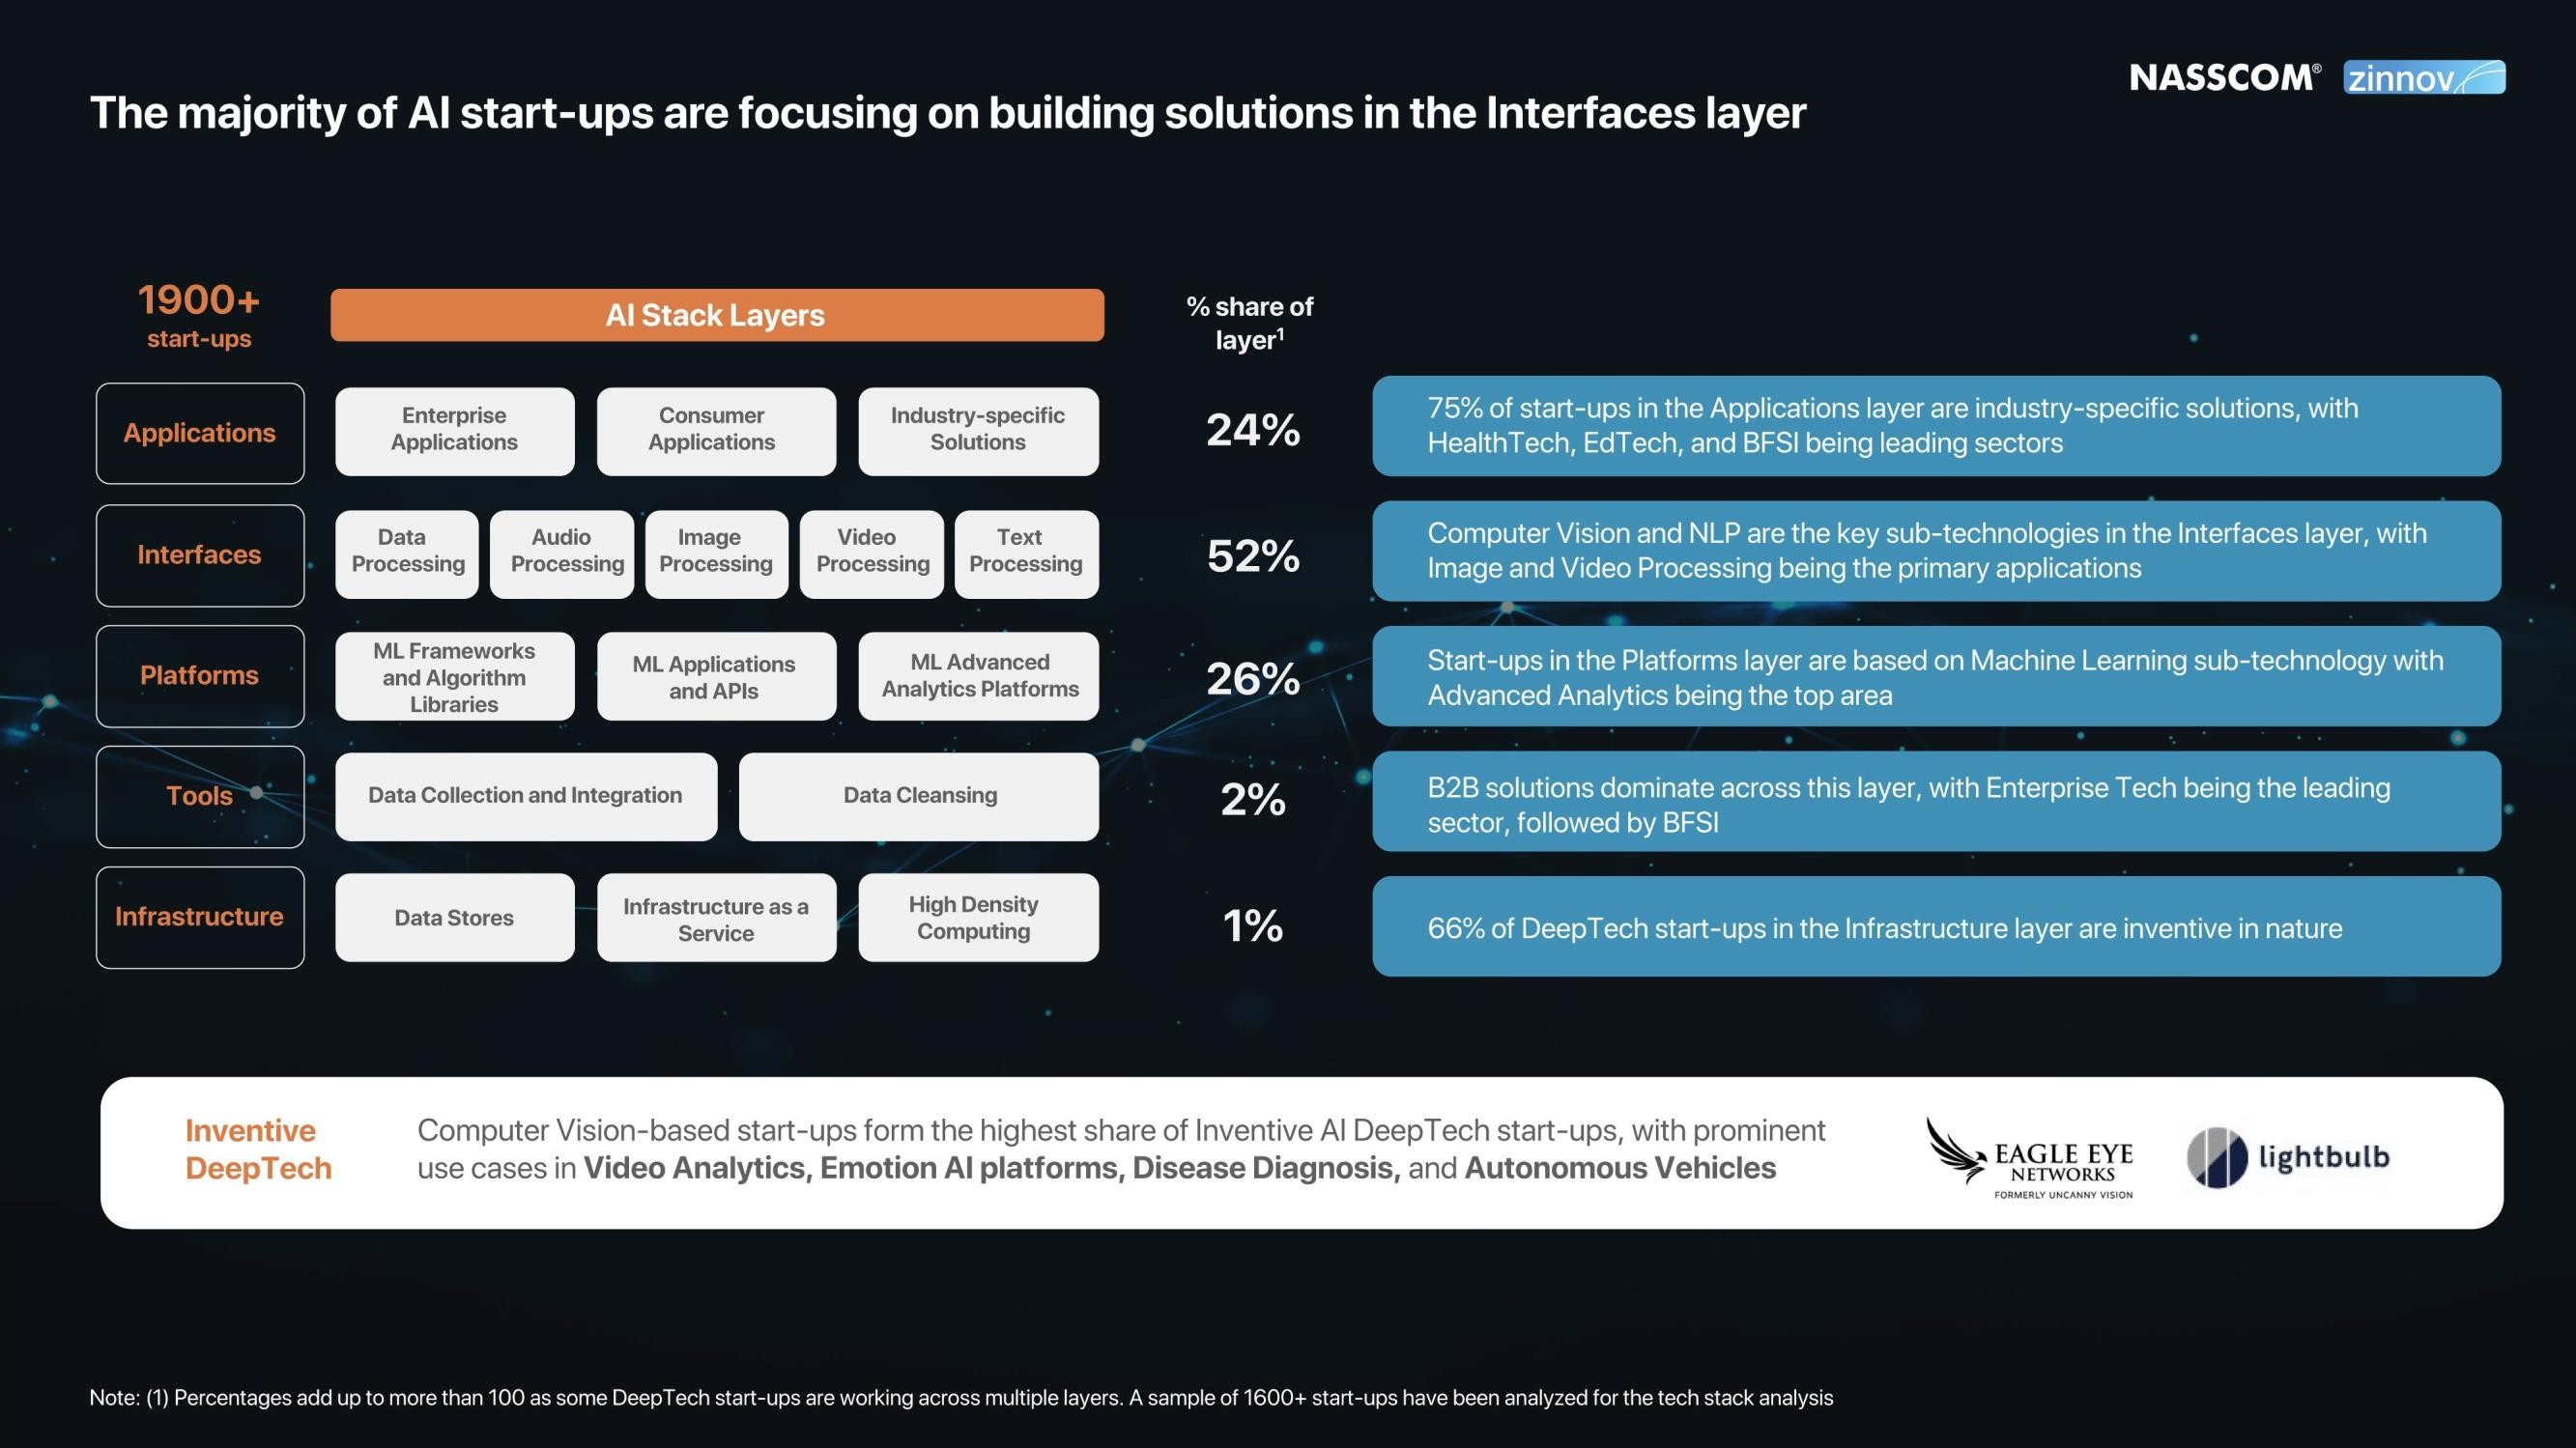 NASSCOM® zinnov
The majority of AI start-ups are focusing on building solutions in the Interfaces layer
1900+
start-ups
AI Stack Layers
% share of
layer1
Applications
Enterprise
Applications
Consumer
Applications
Industry-specific
Solutions
24%
75% of start-ups in the Applications layer are industry-specific solutions, with
HealthTech, EdTech, and BFSI being leading sectors
Interfaces
Data
Processing
Audio
Processing
Image
Processing
Video
Processing
Text
Processing
52%
Computer Vision and NLP are the key sub-technologies in the Interfaces layer, with
Image and Video Processing being the primary applications
Platforms
ML Frameworks
and Algorithm
Libraries
ML Applications
and APIs
ML Advanced
Analytics Platforms
26%
Start-ups in the Platforms layer are based on Machine Learning sub-technology with
Advanced Analytics being the top area
Tools
Data Collection and Integration
Data Cleansing
2%
B2B solutions dominate across this layer, with Enterprise Tech being the leading
sector, followed by BFSI
Infrastructure
Data Stores
Infrastructure as a
Service
High Density
Computing
1%
66% of DeepTech start-ups in the Infrastructure layer are inventive in nature
Inventive
DeepTech
Computer Vision-based start-ups form the highest share of Inventive AI DeepTech start-ups, with prominent
use cases in Video Analytics, Emotion AI platforms, Disease Diagnosis, and Autonomous Vehicles
EAGLE EYE
NETWORKS
FORMERLY UNCANNY VISION
lightbulb
Note: (1) Percentages add up to more than 100 as some DeepTech start-ups are working across multiple layers. A sample of 1600+ start-ups have been analyzed for the tech stack analysis